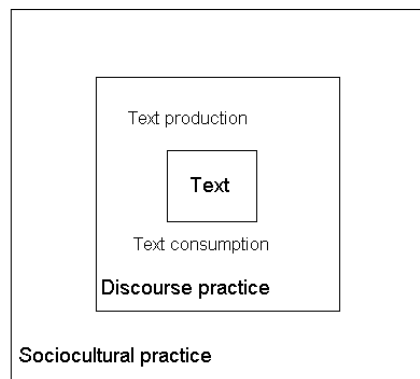 Text production
Text
Text consumption
Discourse practice
Sociocultural practice